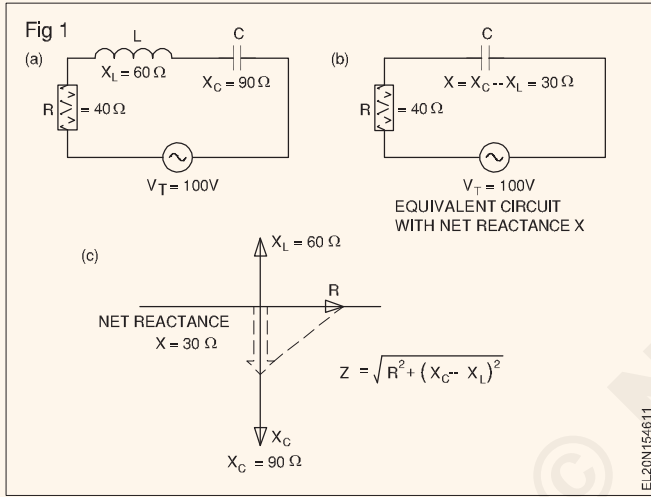 Fig 1
(a)
L
X_L = 60 Ω
C
X_C = 90 Ω
R
= 40 Ω
V_T = 100V
(b)
C
X = X_C -- X_L = 30 Ω
R
= 40 Ω
V_T = 100V
EQUIVALENT CIRCUIT
WITH NET REACTANCE X
(c)
X_L = 60 Ω
R
NET REACTANCE
X = 30 Ω
Z = √R² + (X_C -- X_L)²
X_C
X_C = 90 Ω
EL20N154611